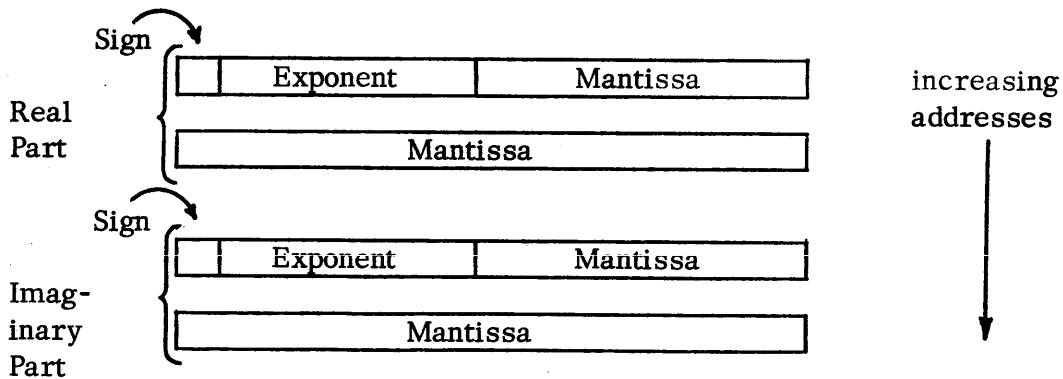 Sign
Exponent Mantissa
Real
Part
Mantissa
increasing
addresses
Sign
Exponent Mantissa
Imag-
inary
Part
Mantissa